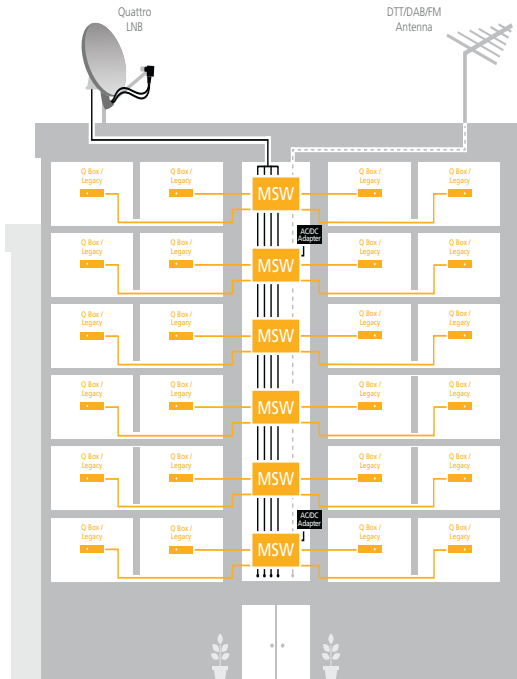 Quattro
LNB
DTT/DAB/FM
Antenna
Q Box /
Legacy
Q Box /
Legacy
MSW
Q Box /
Legacy
Q Box /
Legacy
AC/DC
Adapter
Q Box /
Legacy
Q Box /
Legacy
MSW
Q Box /
Legacy
Q Box /
Legacy
Q Box /
Legacy
Q Box /
Legacy
MSW
Q Box /
Legacy
Q Box /
Legacy
Q Box /
Legacy
Q Box /
Legacy
MSW
Q Box /
Legacy
Q Box /
Legacy
Q Box /
Legacy
Q Box /
Legacy
MSW
Q Box /
Legacy
Q Box /
Legacy
AC/DC
Adapter
Q Box /
Legacy
Q Box /
Legacy
MSW
Q Box /
Legacy
Q Box /
Legacy